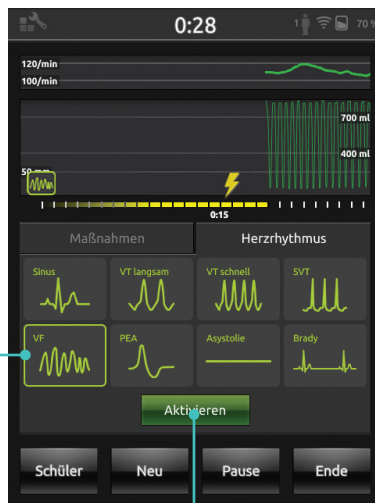 0:28
1
70 %
120/min
100/min
700 ml
400 ml
50 mm
0:15
Maßnahmen
Herzrhythmus
Sinus
VT langsam
VT schnell
SVT
VF
PEA
Asystolie
Brady
Aktivieren
Schüler
Neu
Pause
Ende